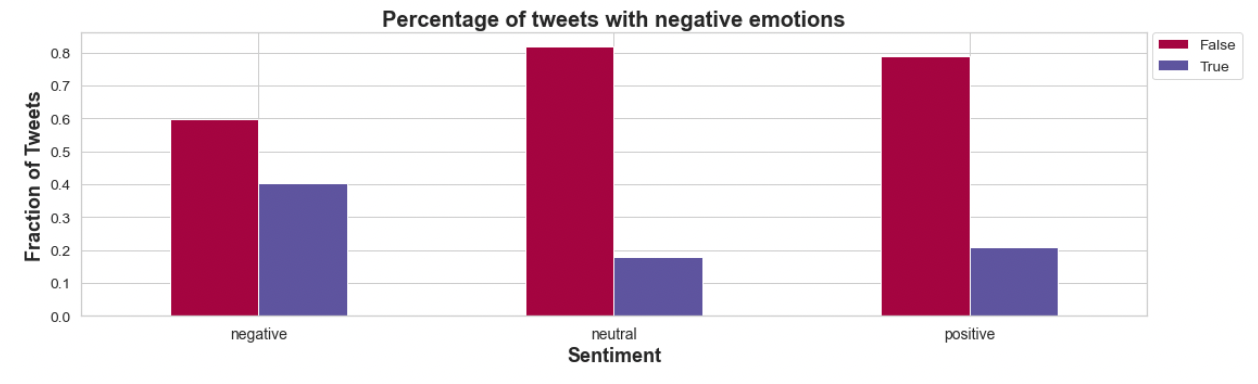 Percentage of tweets with negative emotions
False
True
Fraction of Tweets
0.8
0.7
0.6
0.5
0.4
0.3
0.2
0.1
0.0
negative
neutral
positive
Sentiment